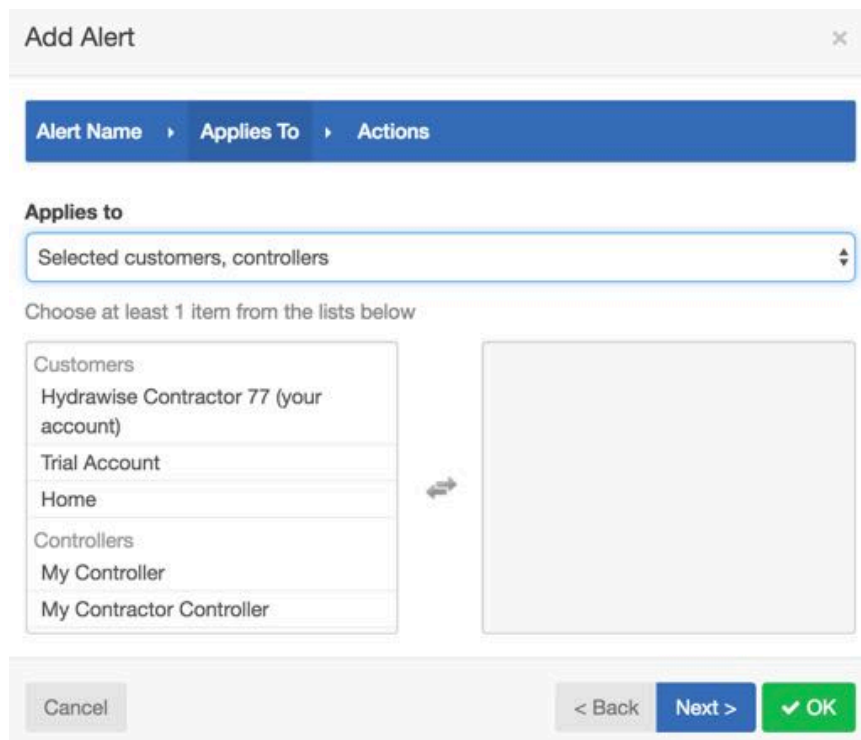 Add Alert ×
Alert Name Applies To Actions
Applies to
Selected customers, controllers
Choose at least 1 item from the lists below
Customers
Hydrawise Contractor 77 (your
account)
Trial Account
Home
Controllers
My Controller
My Contractor Controller
Cancel < Back Next > ✓ OK